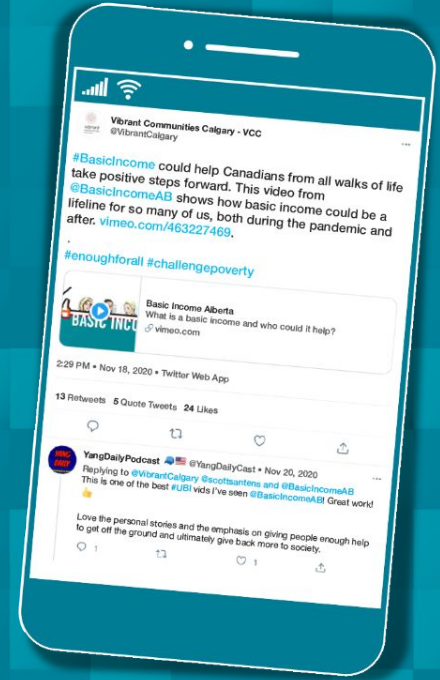 Vibrant Communities Calgary - VCC
@VibrantCalgary
#BasicIncome could help Canadians from all walks of life
take positive steps forward. This video from
@BasicIncomeAB shows how basic income could be a
lifeline for so many of us, both during the pandemic and
after. vimeo.com/463227469.
.
#enoughforall #challengepoverty
BASIC INCO
Basic Income Alberta
What is a basic income and who could it help?
vimeo.com
2:29 PM • Nov 18, 2020 • Twitter Web App
13 Retweets 5 Quote Tweets 24 Likes
YANG
DAILY
YangDailyPodcast 🧢🇺🇸 @YangDailyCast • Nov 20, 2020
Replying to @VibrantCalgary @scottsantens and @BasicIncomeAB
This is one of the best #UBI vids I've seen @BasicIncomeAB! Great work!
👍
Love the personal stories and the emphasis on giving people enough help
to get off the ground and ultimately give back more to society.
1 1